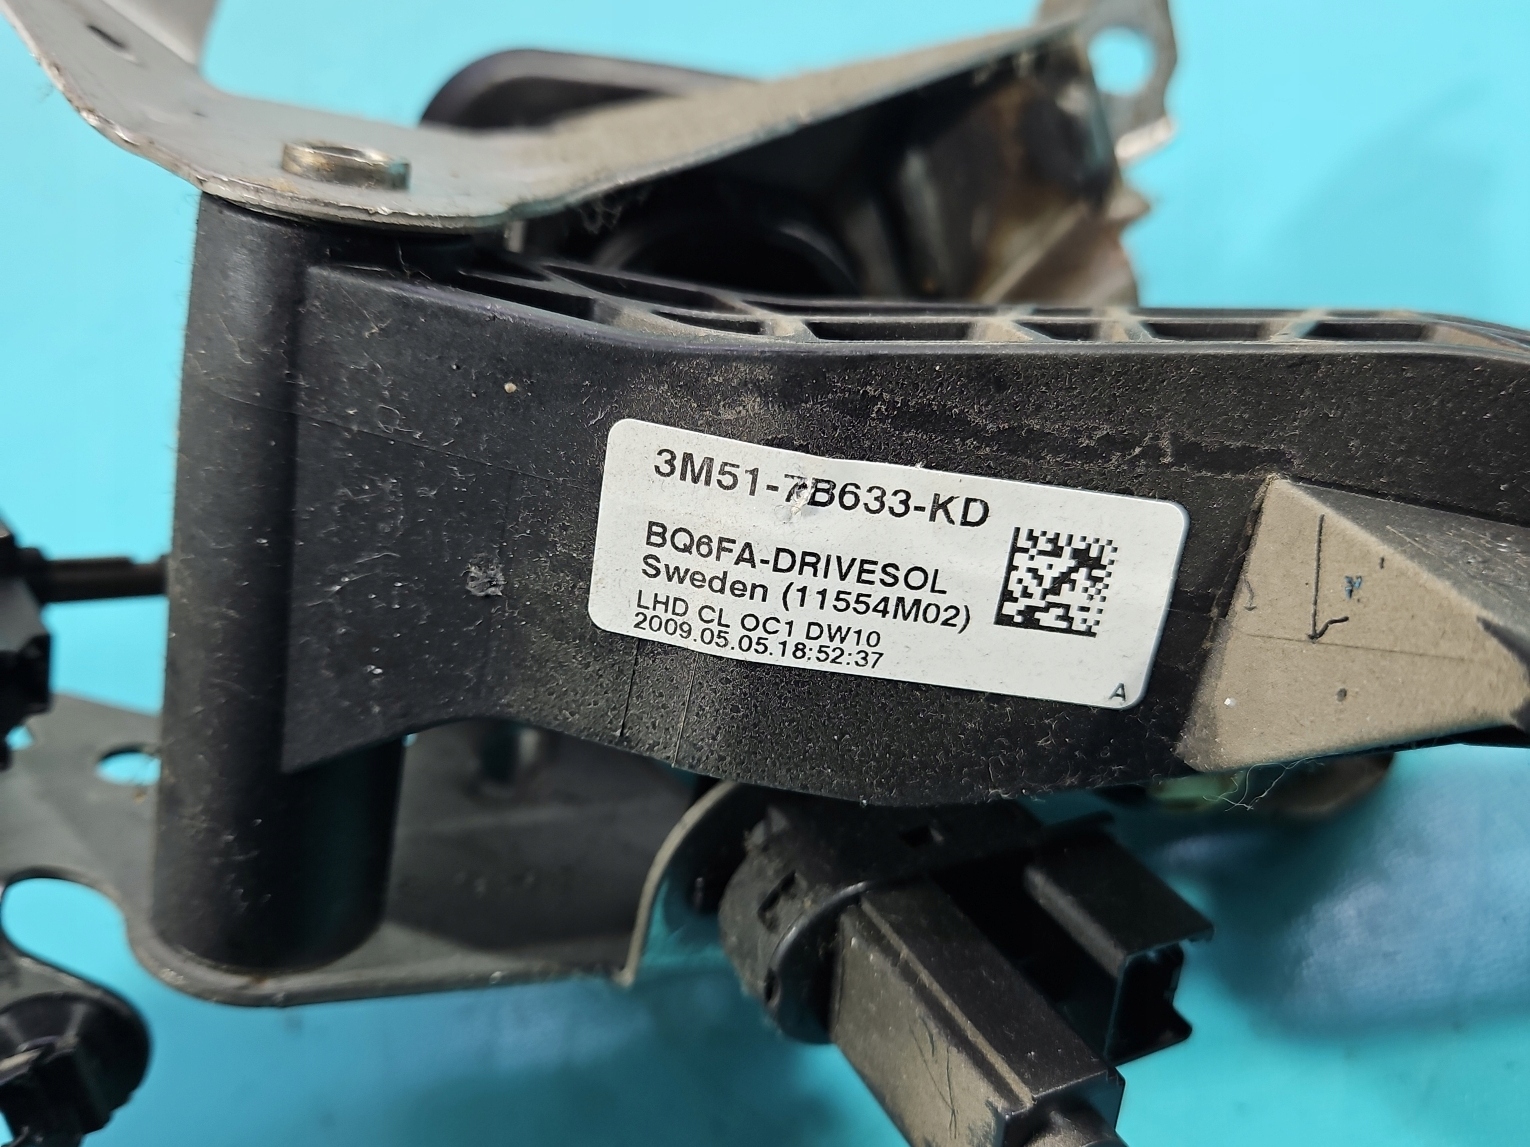 3M51-7B633-KD
BQ6FA-DRIVESOL
Sweden (11554M02)
LHD CL OC1 DW10
2009.05.05.18:52:37
A